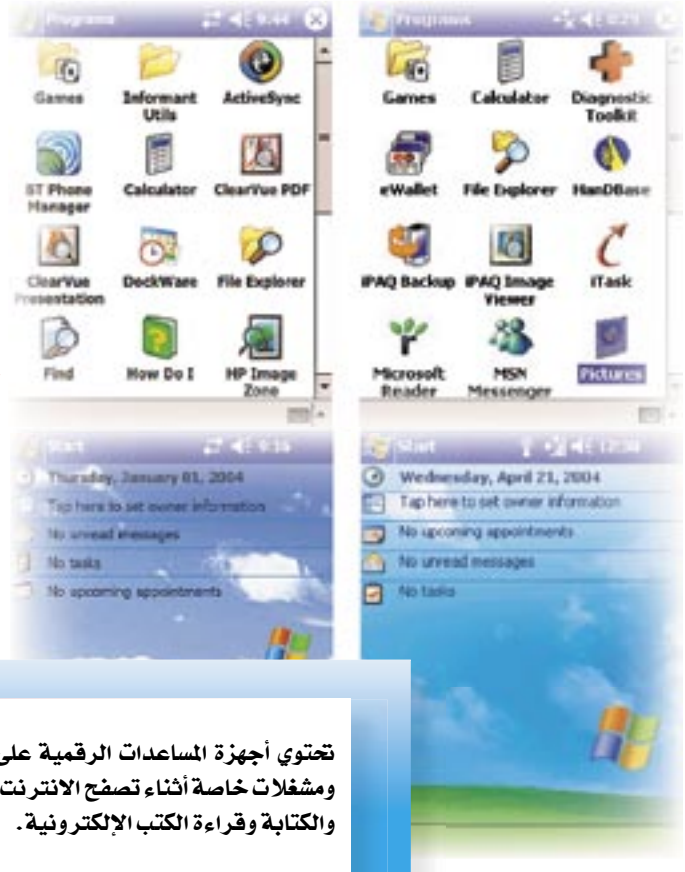 Programs 9:44
Games Informant Utils ActiveSync
ST Phone Manager Calculator ClearVue PDF
ClearVue Presentation DockWare File Explorer
Find How Do I HP Image Zone
Programs
Games Calculator Diagnostic Toolkit
eWallet File Explorer HanDBase
iPAQ Backup iPAQ Image Viewer iTask
Microsoft Reader MSN Messenger Pictures
Start
Thursday, January 01, 2004
Tap here to set owner information
No unread messages
No tasks
No upcoming appointments
Start
Wednesday, April 21, 2004
Tap here to set owner information
No upcoming appointments
No unread messages
No tasks
تحتوي أجهزة المساعدات الرقمية على
ومشغلات خاصة أثناء تصفح الانترنت
والكتابة وقراءة الكتب الإلكترونية.